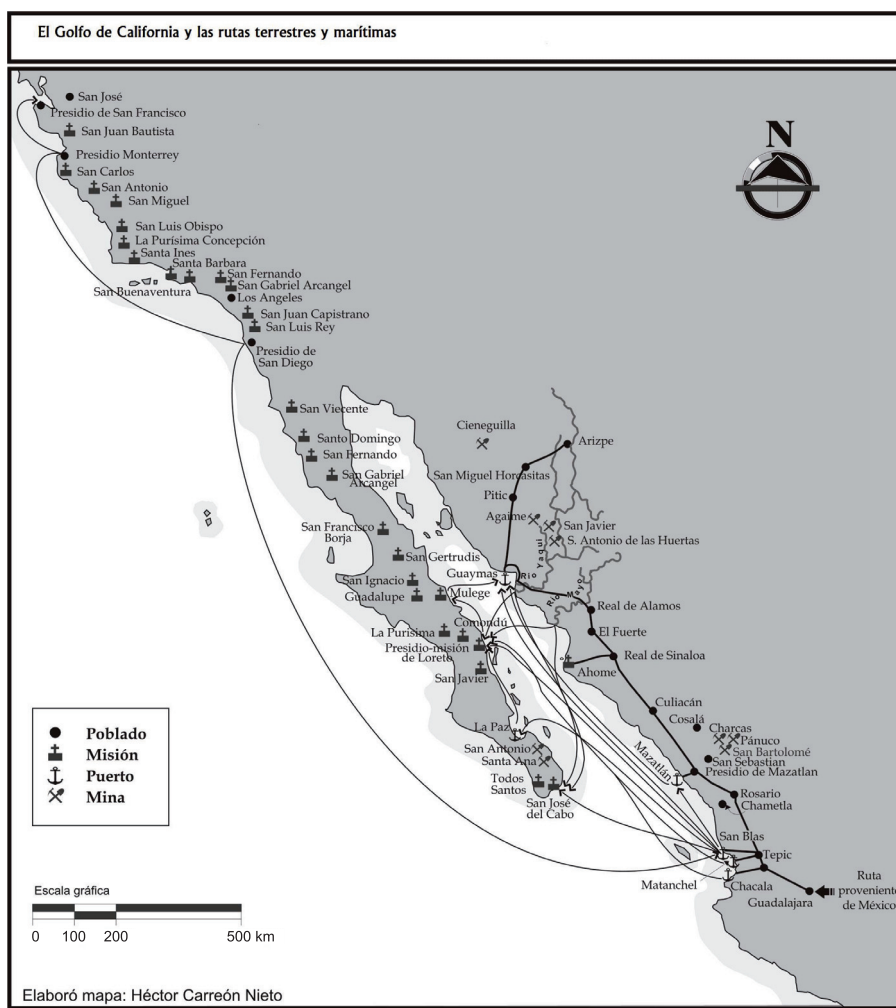 El Golfo de California y las rutas terrestres y marítimas
San José
Presidio de San Francisco
San Juan Bautista
Presidio Monterrey
San Carlos
San Antonio
San Miguel
San Luis Obispo
La Purísima Concepción
Santa Ines
Santa Barbara
San Fernando
San Gabriel Arcangel
San Buenaventura
Los Angeles
San Juan Capistrano
San Luis Rey
Presidio de
San Diego
N
San Viecente
Santo Domingo
San Fernando
San Gabriel
Arcangel
Cieneguilla
Arizpe
San Miguel Horcasitas
Pitic
Agaime
San Javier
S. Antonio de las Huertas
San Francisco
Borja
San Gertrudis
Guaymas
Río Yaqui
Río Mayo
San Ignacio
Guadalupe
Mulege
Real de Alamos
Comondú
La Purísima
El Fuerte
Presidio-misión
de Loreto
Real de Sinaloa
San Javier
Ahome
Culiacán
Cosalá
Charcas
La Paz
Pánuco
San Antonio
San Bartolomé
Santa Ana
San Sebastian
Mazatlán
Presidio de Mazatlan
Todos
Santos
San José
del Cabo
Rosario
Chametla
San Blas
Tepic
Matanchel
Chacala
Guadalajara
Ruta
proveniente
de México
Poblado
Misión
Puerto
Mina
Escala gráfica
0 100 200 500 km
Elaboró mapa: Héctor Carreón Nieto